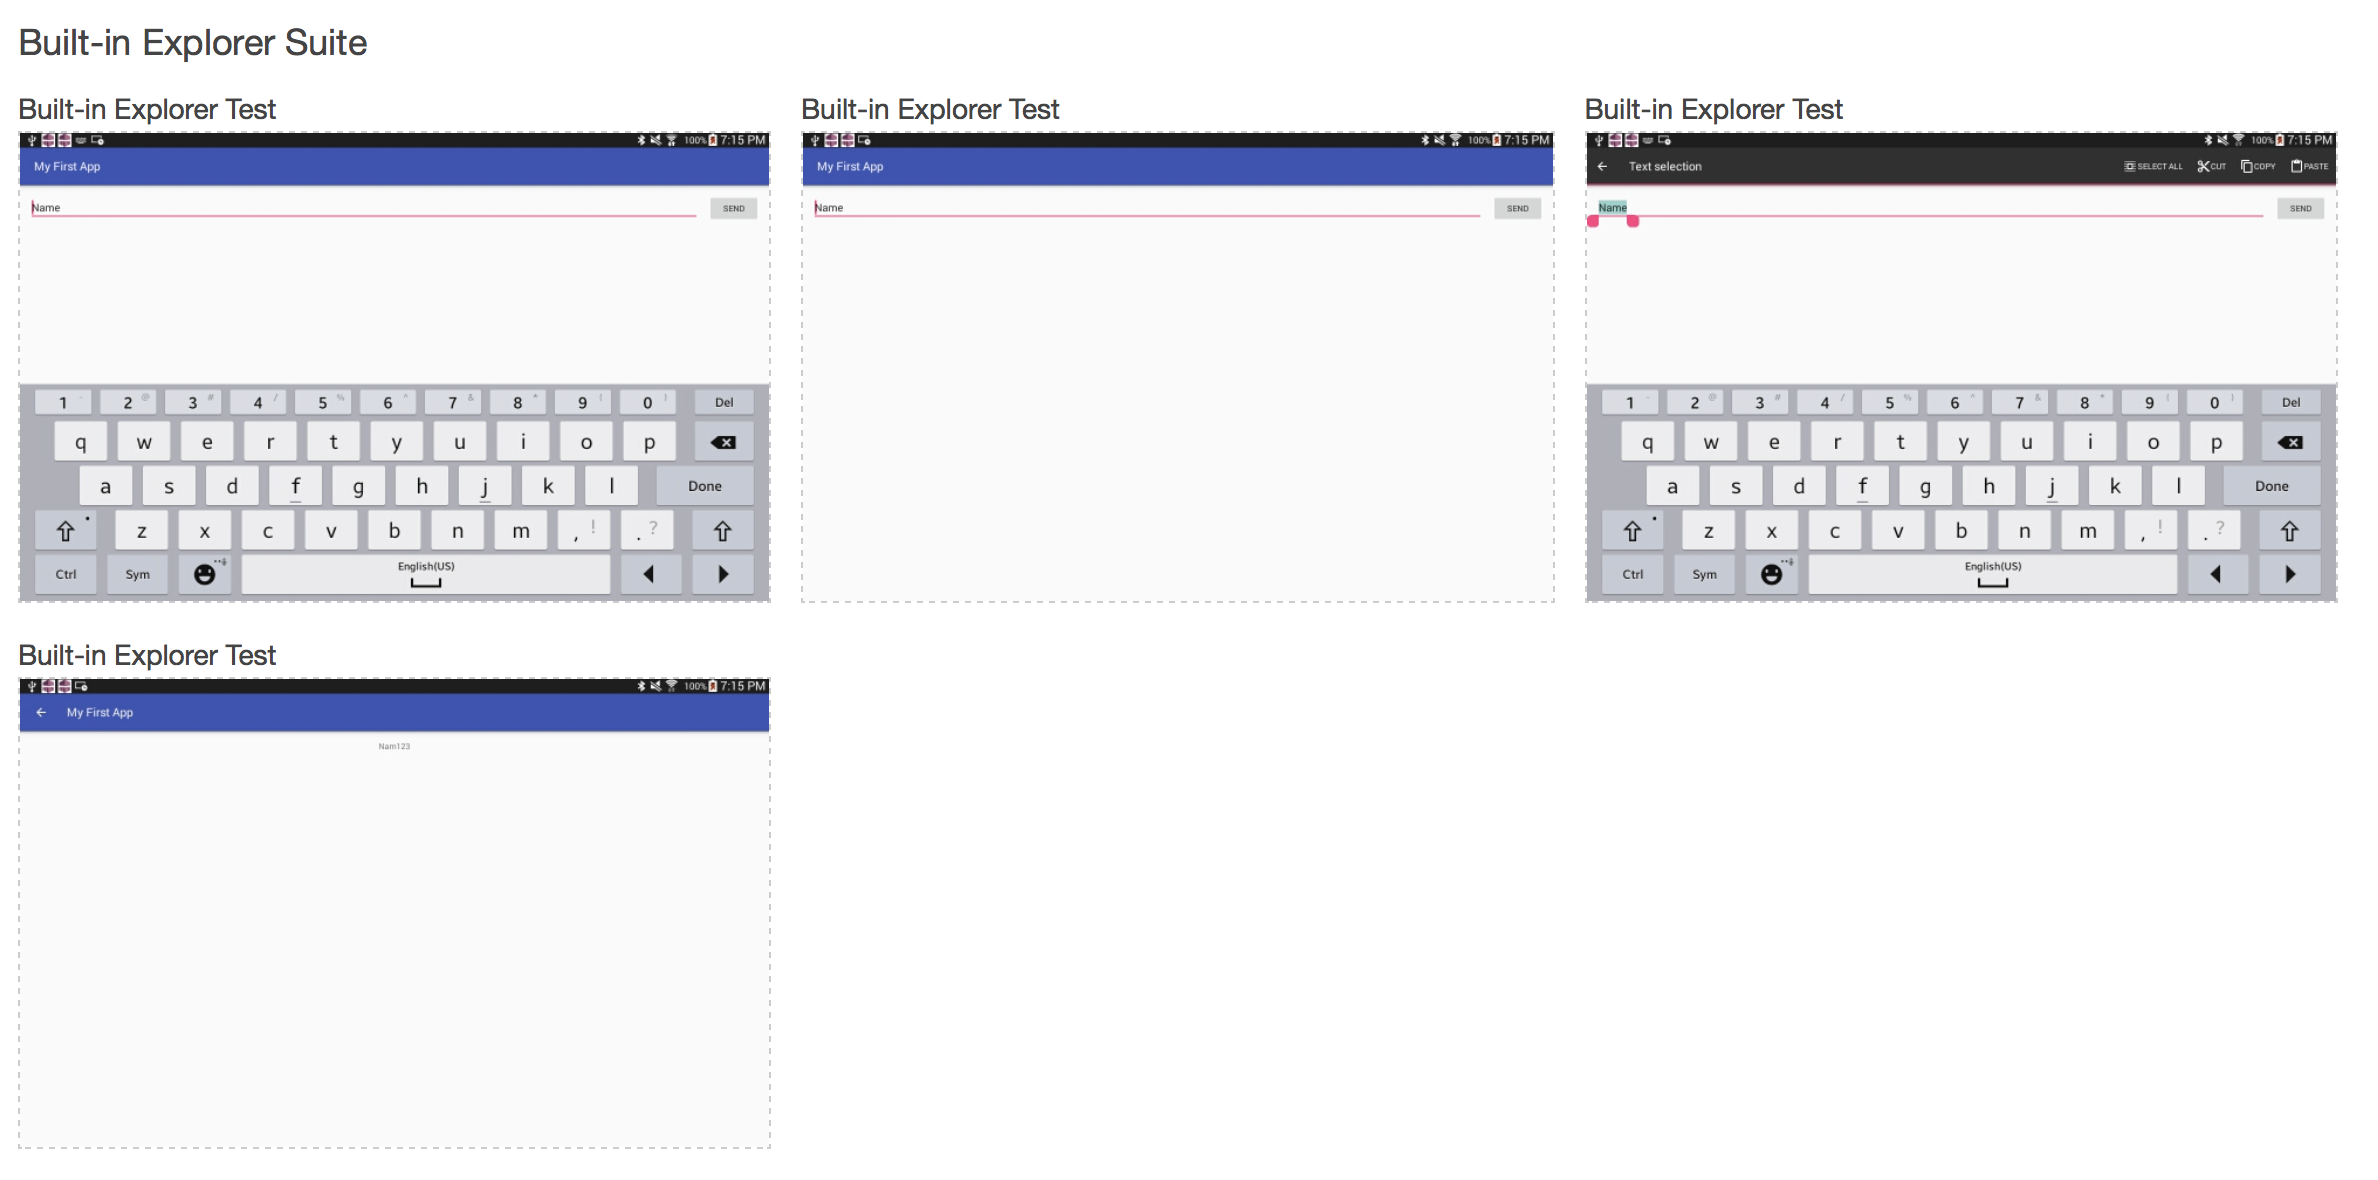 Built-in Explorer Suite
Built-in Explorer Test
100% 7:15 PM
My First App
Name
SEND
1 2 @ 3 # 4 / 5 % 6 ^ 7 & 8 * 9 ( 0 ) Del
q w e r t y u i o p
a s d f g h j k l Done
z x c v b n m , ! . ?
Ctrl Sym English(US)
Built-in Explorer Test
100% 7:15 PM
My First App
Name
SEND
Built-in Explorer Test
100% 7:15 PM
Text selection SELECT ALL CUT COPY PASTE
Name
SEND
1 2 @ 3 # 4 / 5 % 6 ^ 7 & 8 * 9 ( 0 ) Del
q w e r t y u i o p
a s d f g h j k l Done
z x c v b n m , ! . ?
Ctrl Sym English(US)
Built-in Explorer Test
100% 7:15 PM
My First App
Nam123